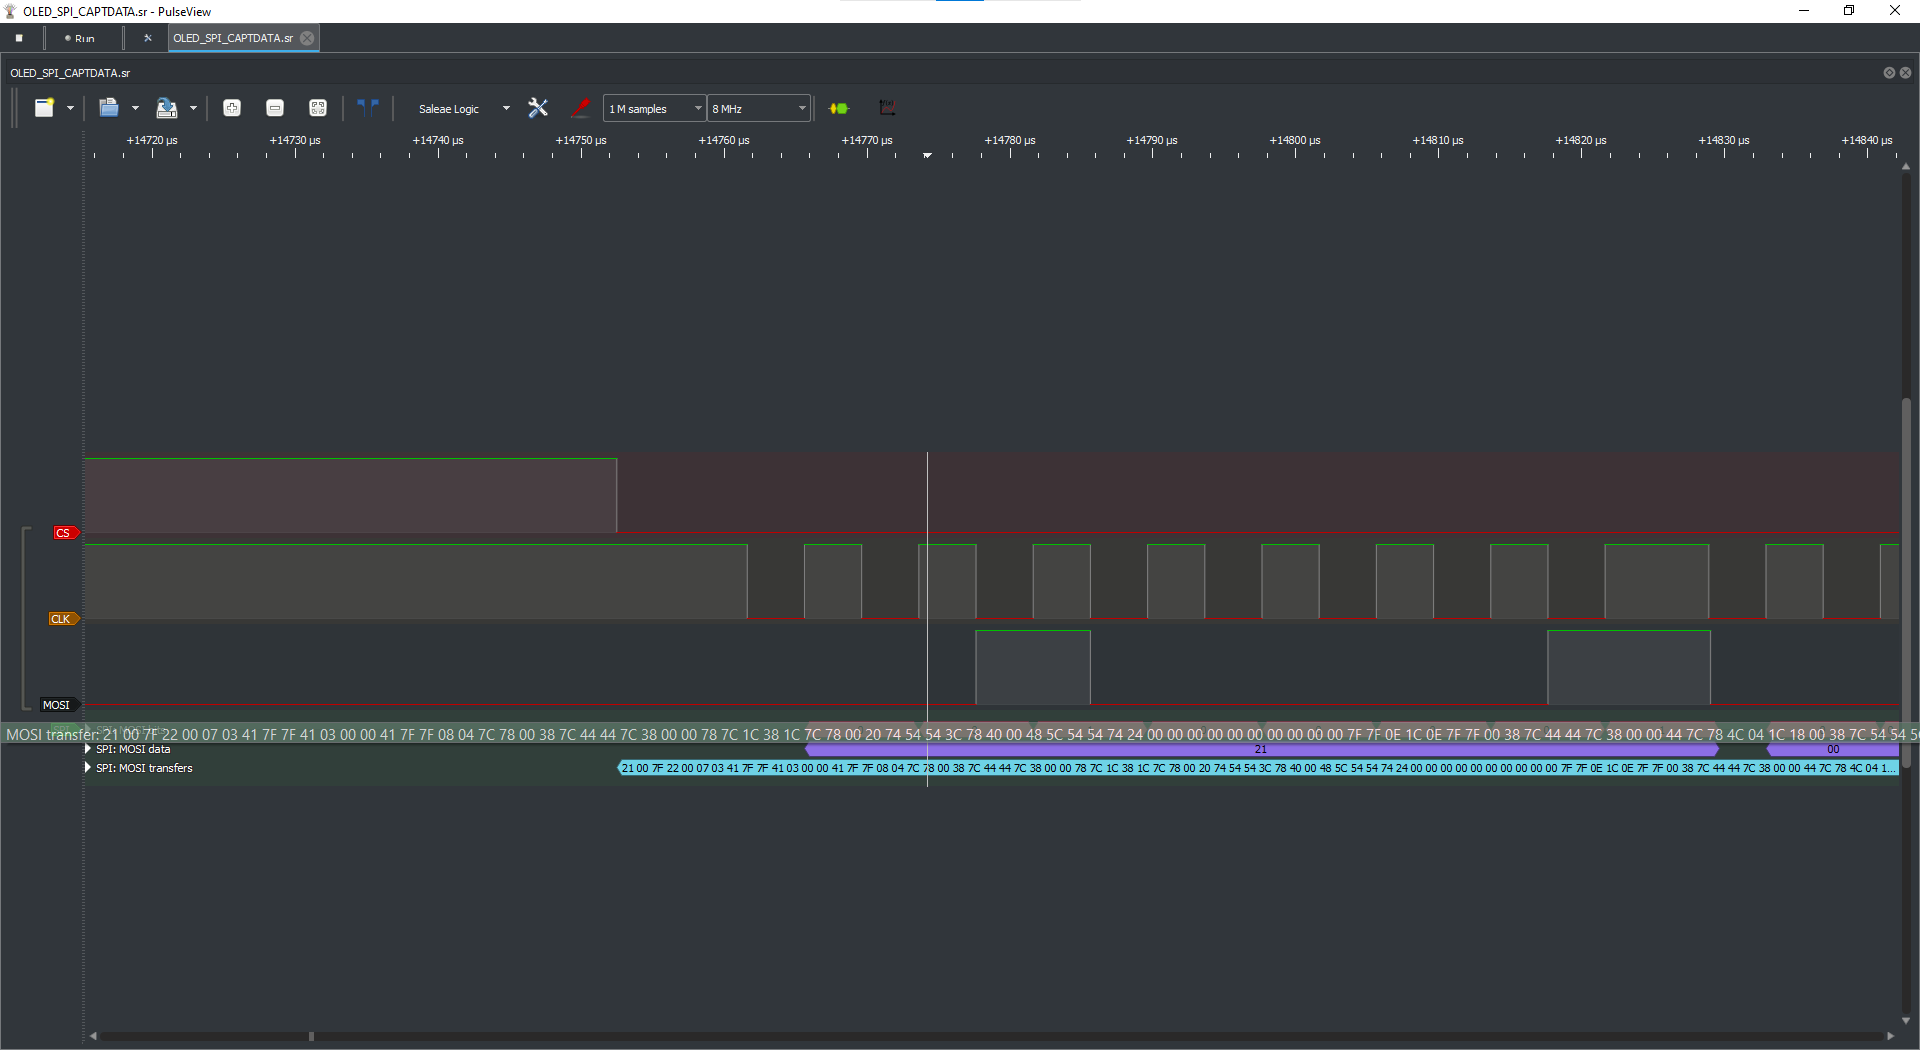 OLED_SPI_CAPTDATA.sr - PulseView
Run
OLED_SPI_CAPTDATA.sr
OLED_SPI_CAPTDATA.sr
Saleae Logic
1 M samples
8 MHz
+14720 µs +14730 µs +14740 µs +14750 µs +14760 µs +14770 µs +14780 µs +14790 µs +14800 µs +14810 µs +14820 µs +14830 µs +14840 µs
CS
CLK
MOSI
MOSI transfer: 21 00 7F 22 00 07 03 41 7F 7F 41 03 00 00 41 7F 7F 08 04 7C 78 00 38 7C 44 44 7C 38 00 00 78 7C 1C 38 1C 7C 78 00 20 74 54 54 3C 78 40 00 48 5C 54 54 74 24 00 00 00 00 00 00 00 00 00 7F 7F 0E 1C 0E 7F 7F 00 38 7C 44 44 7C 38 00 00 44 7C 78 4C 04 1C 18 00 38 7C 54 54
SPI: MOSI data
21
00
SPI: MOSI transfers
21 00 7F 22 00 07 03 41 7F 7F 41 03 00 00 41 7F 7F 08 04 7C 78 00 38 7C 44 44 7C 38 00 00 78 7C 1C 38 1C 7C 78 00 20 74 54 54 3C 78 40 00 48 5C 54 54 74 24 00 00 00 00 00 00 00 00 00 7F 7F 0E 1C 0E 7F 7F 00 38 7C 44 44 7C 38 00 00 44 7C 78 4C 04 1...